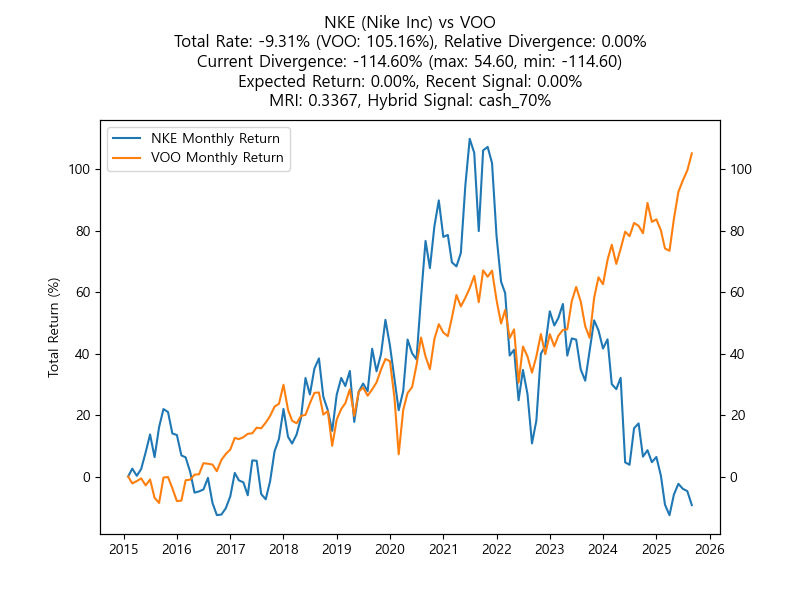 NKE (Nike Inc) vs VOO
Total Rate: -9.31% (VOO: 105.16%), Relative Divergence: 0.00%
Current Divergence: -114.60% (max: 54.60, min: -114.60)
Expected Return: 0.00%, Recent Signal: 0.00%
MRI: 0.3367, Hybrid Signal: cash_70%
NKE Monthly Return
VOO Monthly Return
Total Return (%)
100 100
80 80
60 60
40 40
20 20
0 0
2015 2016 2017 2018 2019 2020 2021 2022 2023 2024 2025 2026